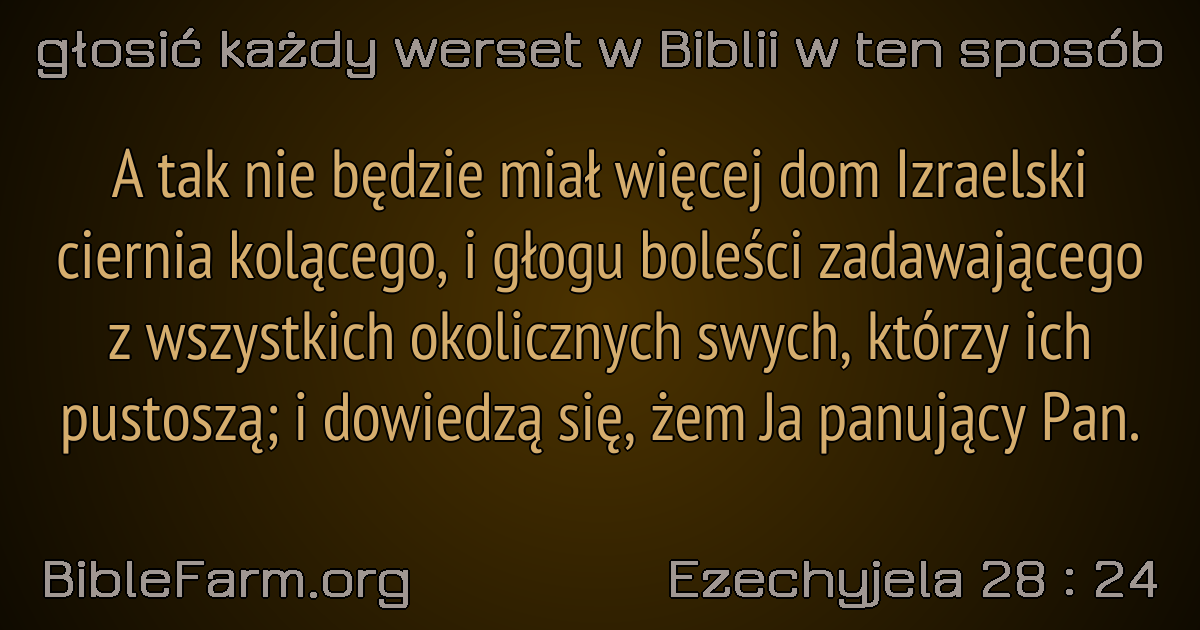 głosić każdy werset w Biblii w ten sposób
A tak nie będzie miał więcej dom Izraelski
ciernia kolącego, i głogu boleści zadawającego
z wszystkich okolicznych swych, którzy ich
pustoszą; i dowiedzą się, żem Ja panujący Pan.
BibleFarm.org
Ezechyjela 28 : 24